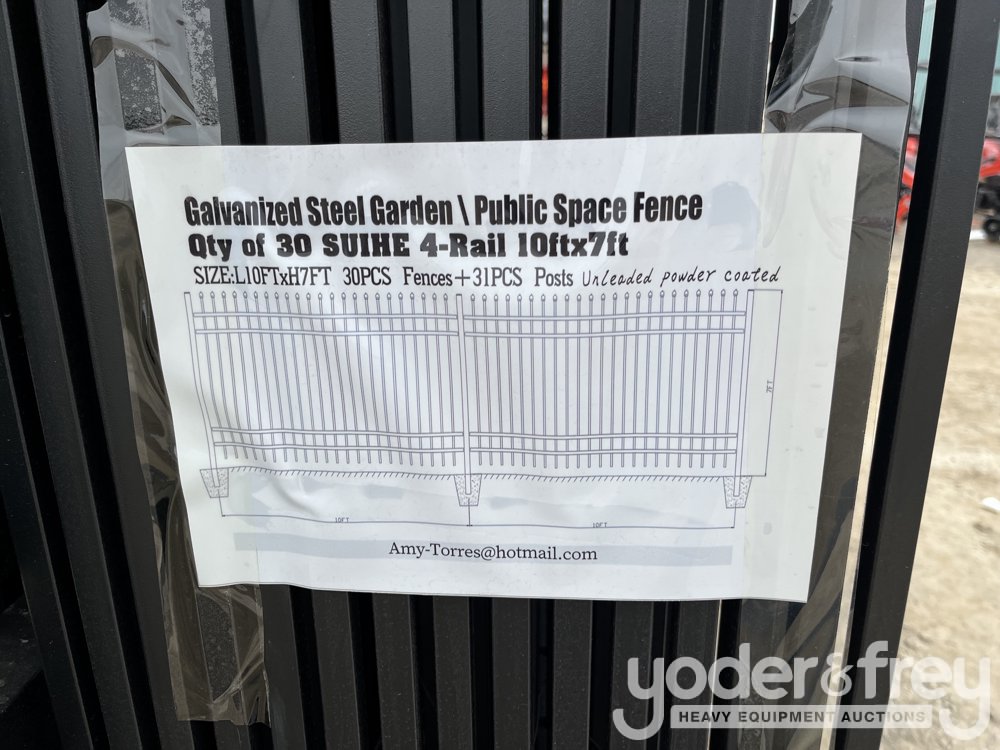 Galvanized Steel Garden \ Public Space Fence
Qty of 30 SUIHE 4-Rail 10ftx7ft
SIZE:L10FTxH7FT 30PCS Fences+31PCS Posts Unleaded powder coated
7FT
10FT 10FT
Amy-Torres@hotmail.com
yoder&frey
HEAVY EQUIPMENT AUCTIONS